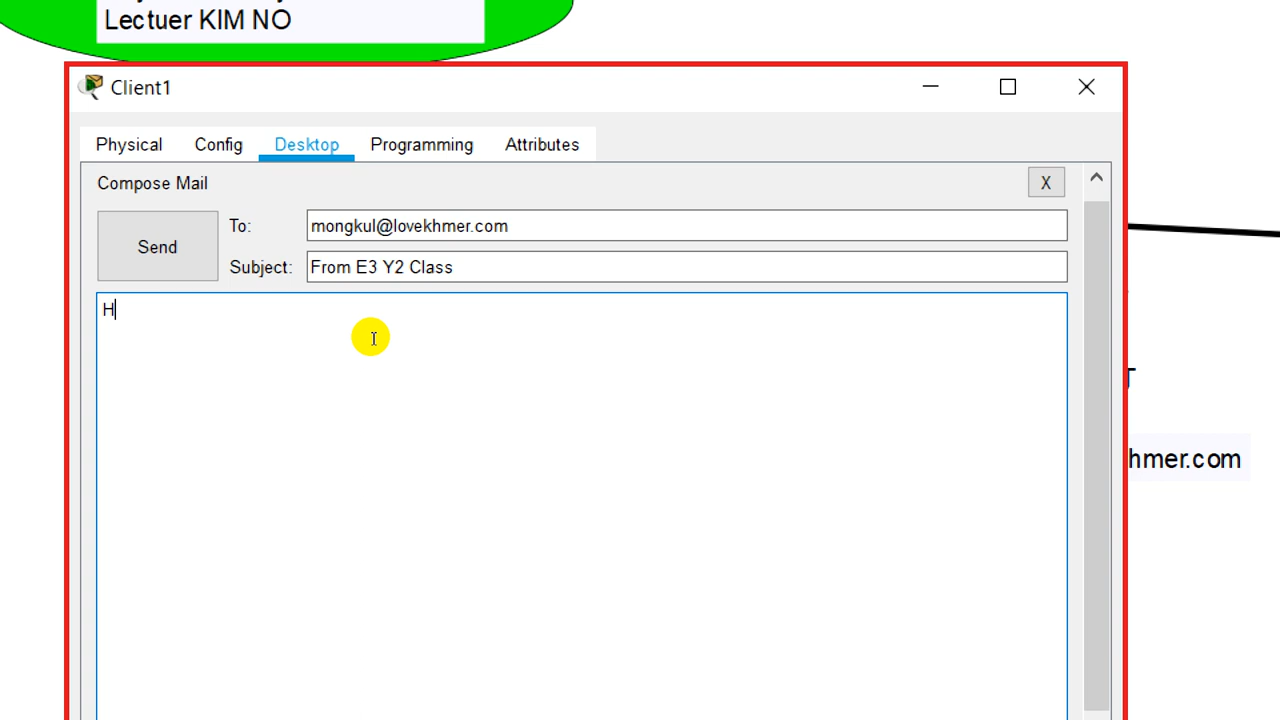 Lectuer KIM NO
Client1
Physical Config Desktop Programming Attributes
Compose Mail X
Send
To: mongkul@lovekhmer.com
Subject: From E3 Y2 Class
H
hmer.com